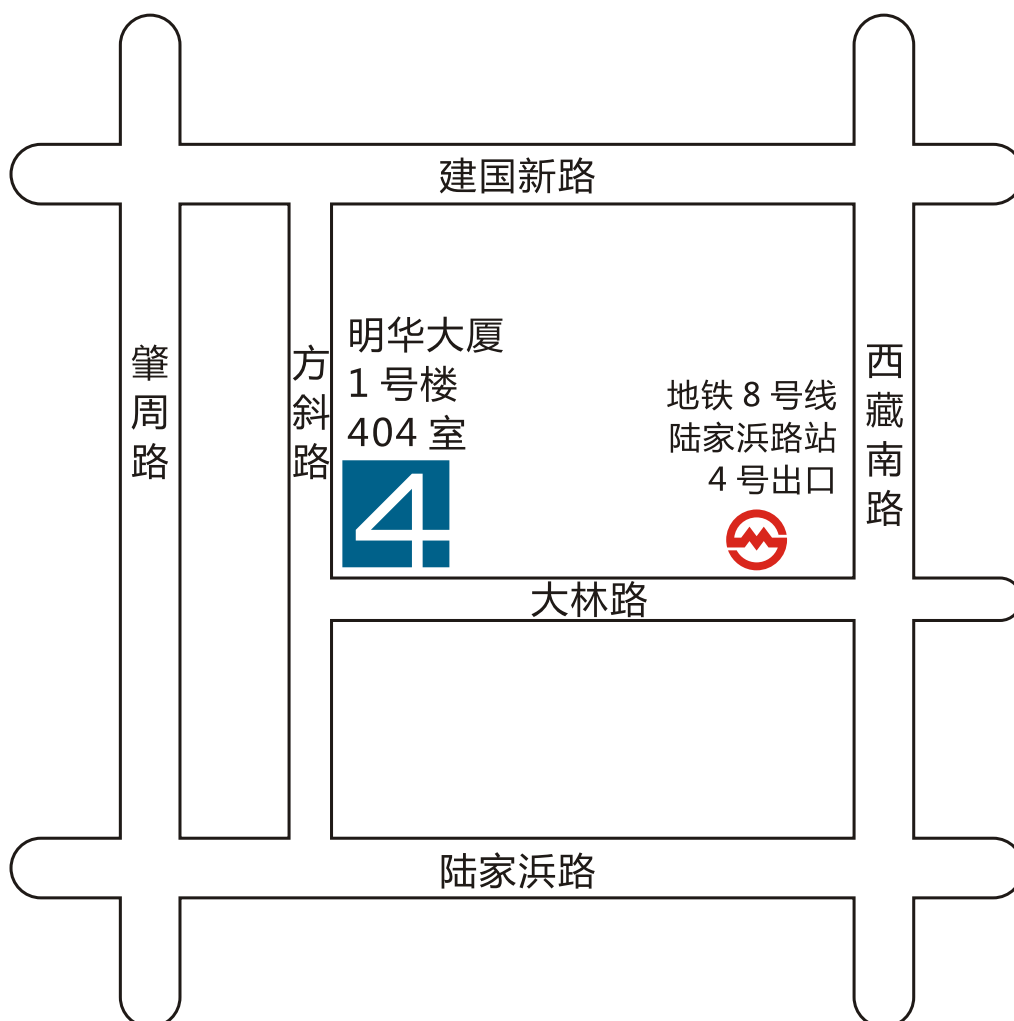 建国新路
肇周路
方斜路
明华大厦
1 号楼
404 室
4
地铁 8 号线
陆家浜路站
4 号出口
西藏南路
大林路
陆家浜路